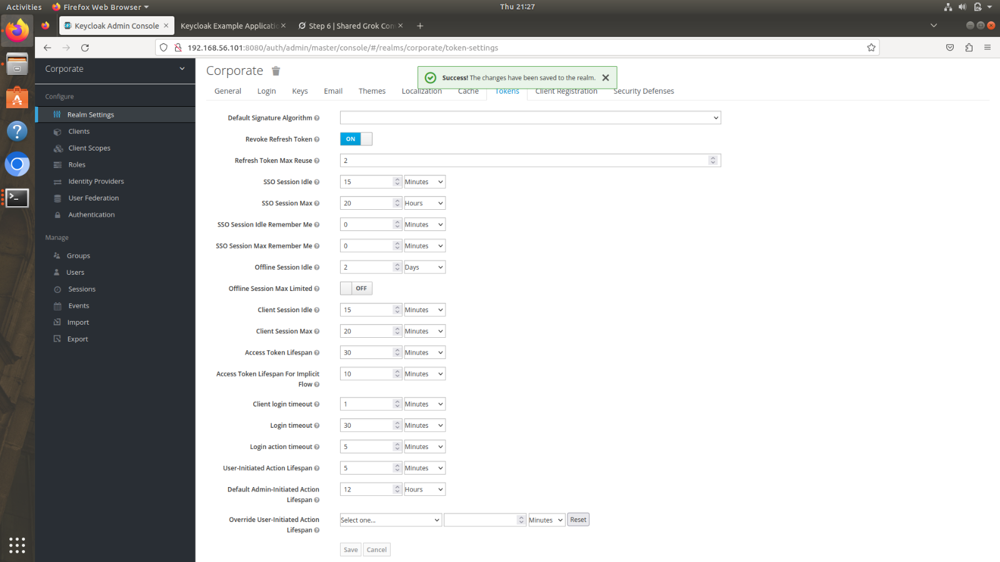 Activities Firefox Web Browser Thu 21:27
Keycloak Admin Console Keycloak Example Applicatio Step 6 | Shared Grok Con
192.168.56.101:8080/auth/admin/master/console/#/realms/corporate/token-settings
Corporate
Configure
Realm Settings
Clients
Client Scopes
Roles
Identity Providers
User Federation
Authentication
Manage
Groups
Users
Sessions
Events
Import
Export
Corporate
Success! The changes have been saved to the realm.
General Login Keys Email Themes Localization Cache Tokens Client Registration Security Defenses
Default Signature Algorithm
Revoke Refresh Token ON
Refresh Token Max Reuse 2
SSO Session Idle 15 Minutes
SSO Session Max 20 Hours
SSO Session Idle Remember Me 0 Minutes
SSO Session Max Remember Me 0 Minutes
Offline Session Idle 2 Days
Offline Session Max Limited OFF
Client Session Idle 15 Minutes
Client Session Max 20 Minutes
Access Token Lifespan 30 Minutes
Access Token Lifespan For Implicit 10 Minutes
Flow
Client login timeout 1 Minutes
Login timeout 30 Minutes
Login action timeout 5 Minutes
User-Initiated Action Lifespan 5 Minutes
Default Admin-Initiated Action 12 Hours
Lifespan
Override User-Initiated Action Select one... Minutes Reset
Lifespan
Save Cancel